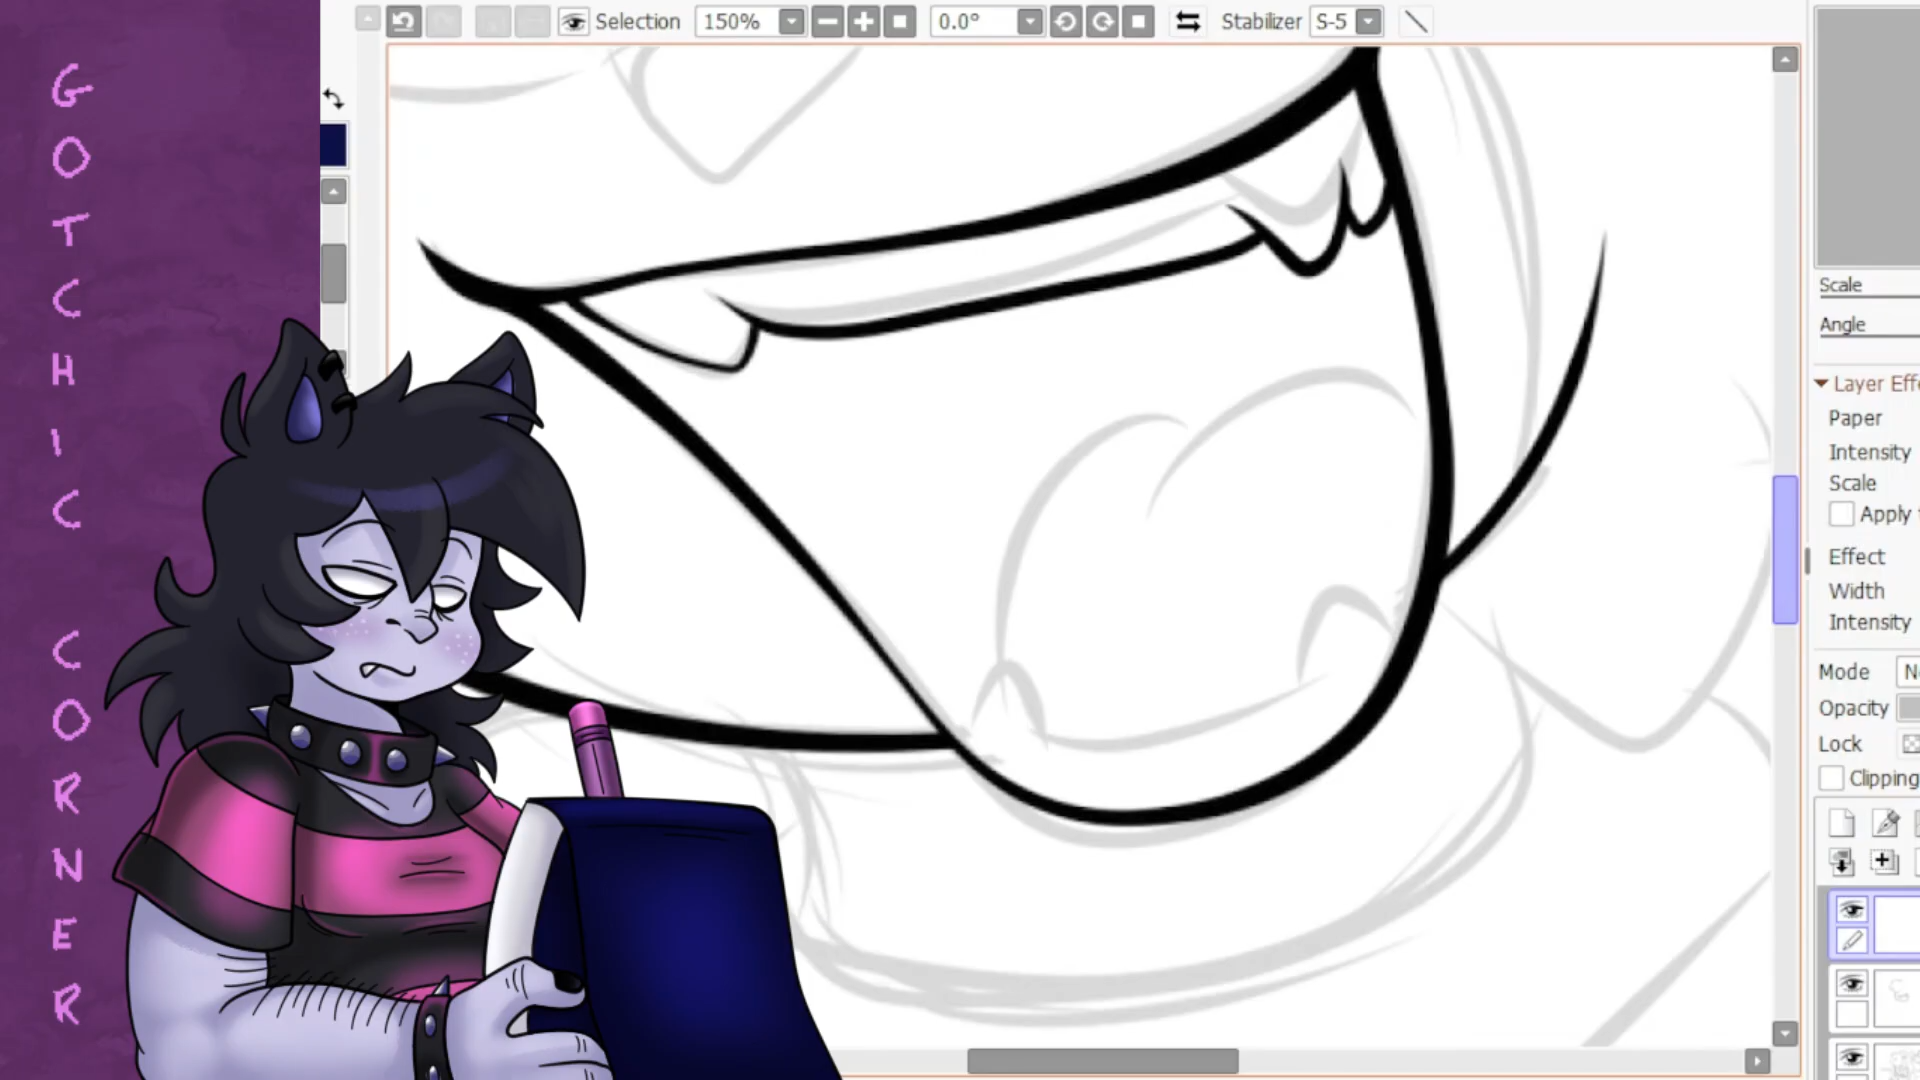 GOTCHIC CORNER
Selection 150% 0.0° Stabilizer S-5
Scale
Angle
Layer Eff
Paper
Intensity
Scale
Apply
Effect
Width
Intensity
Mode
Opacity
Lock
Clipping